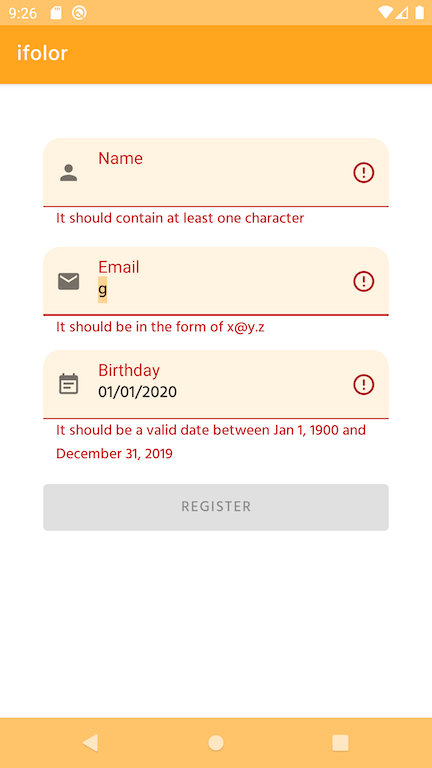 9:26
ifolor
Name
It should contain at least one character
Email
g
It should be in the form of x@y.z
Birthday
01/01/2020
It should be a valid date between Jan 1, 1900 and
December 31, 2019
REGISTER